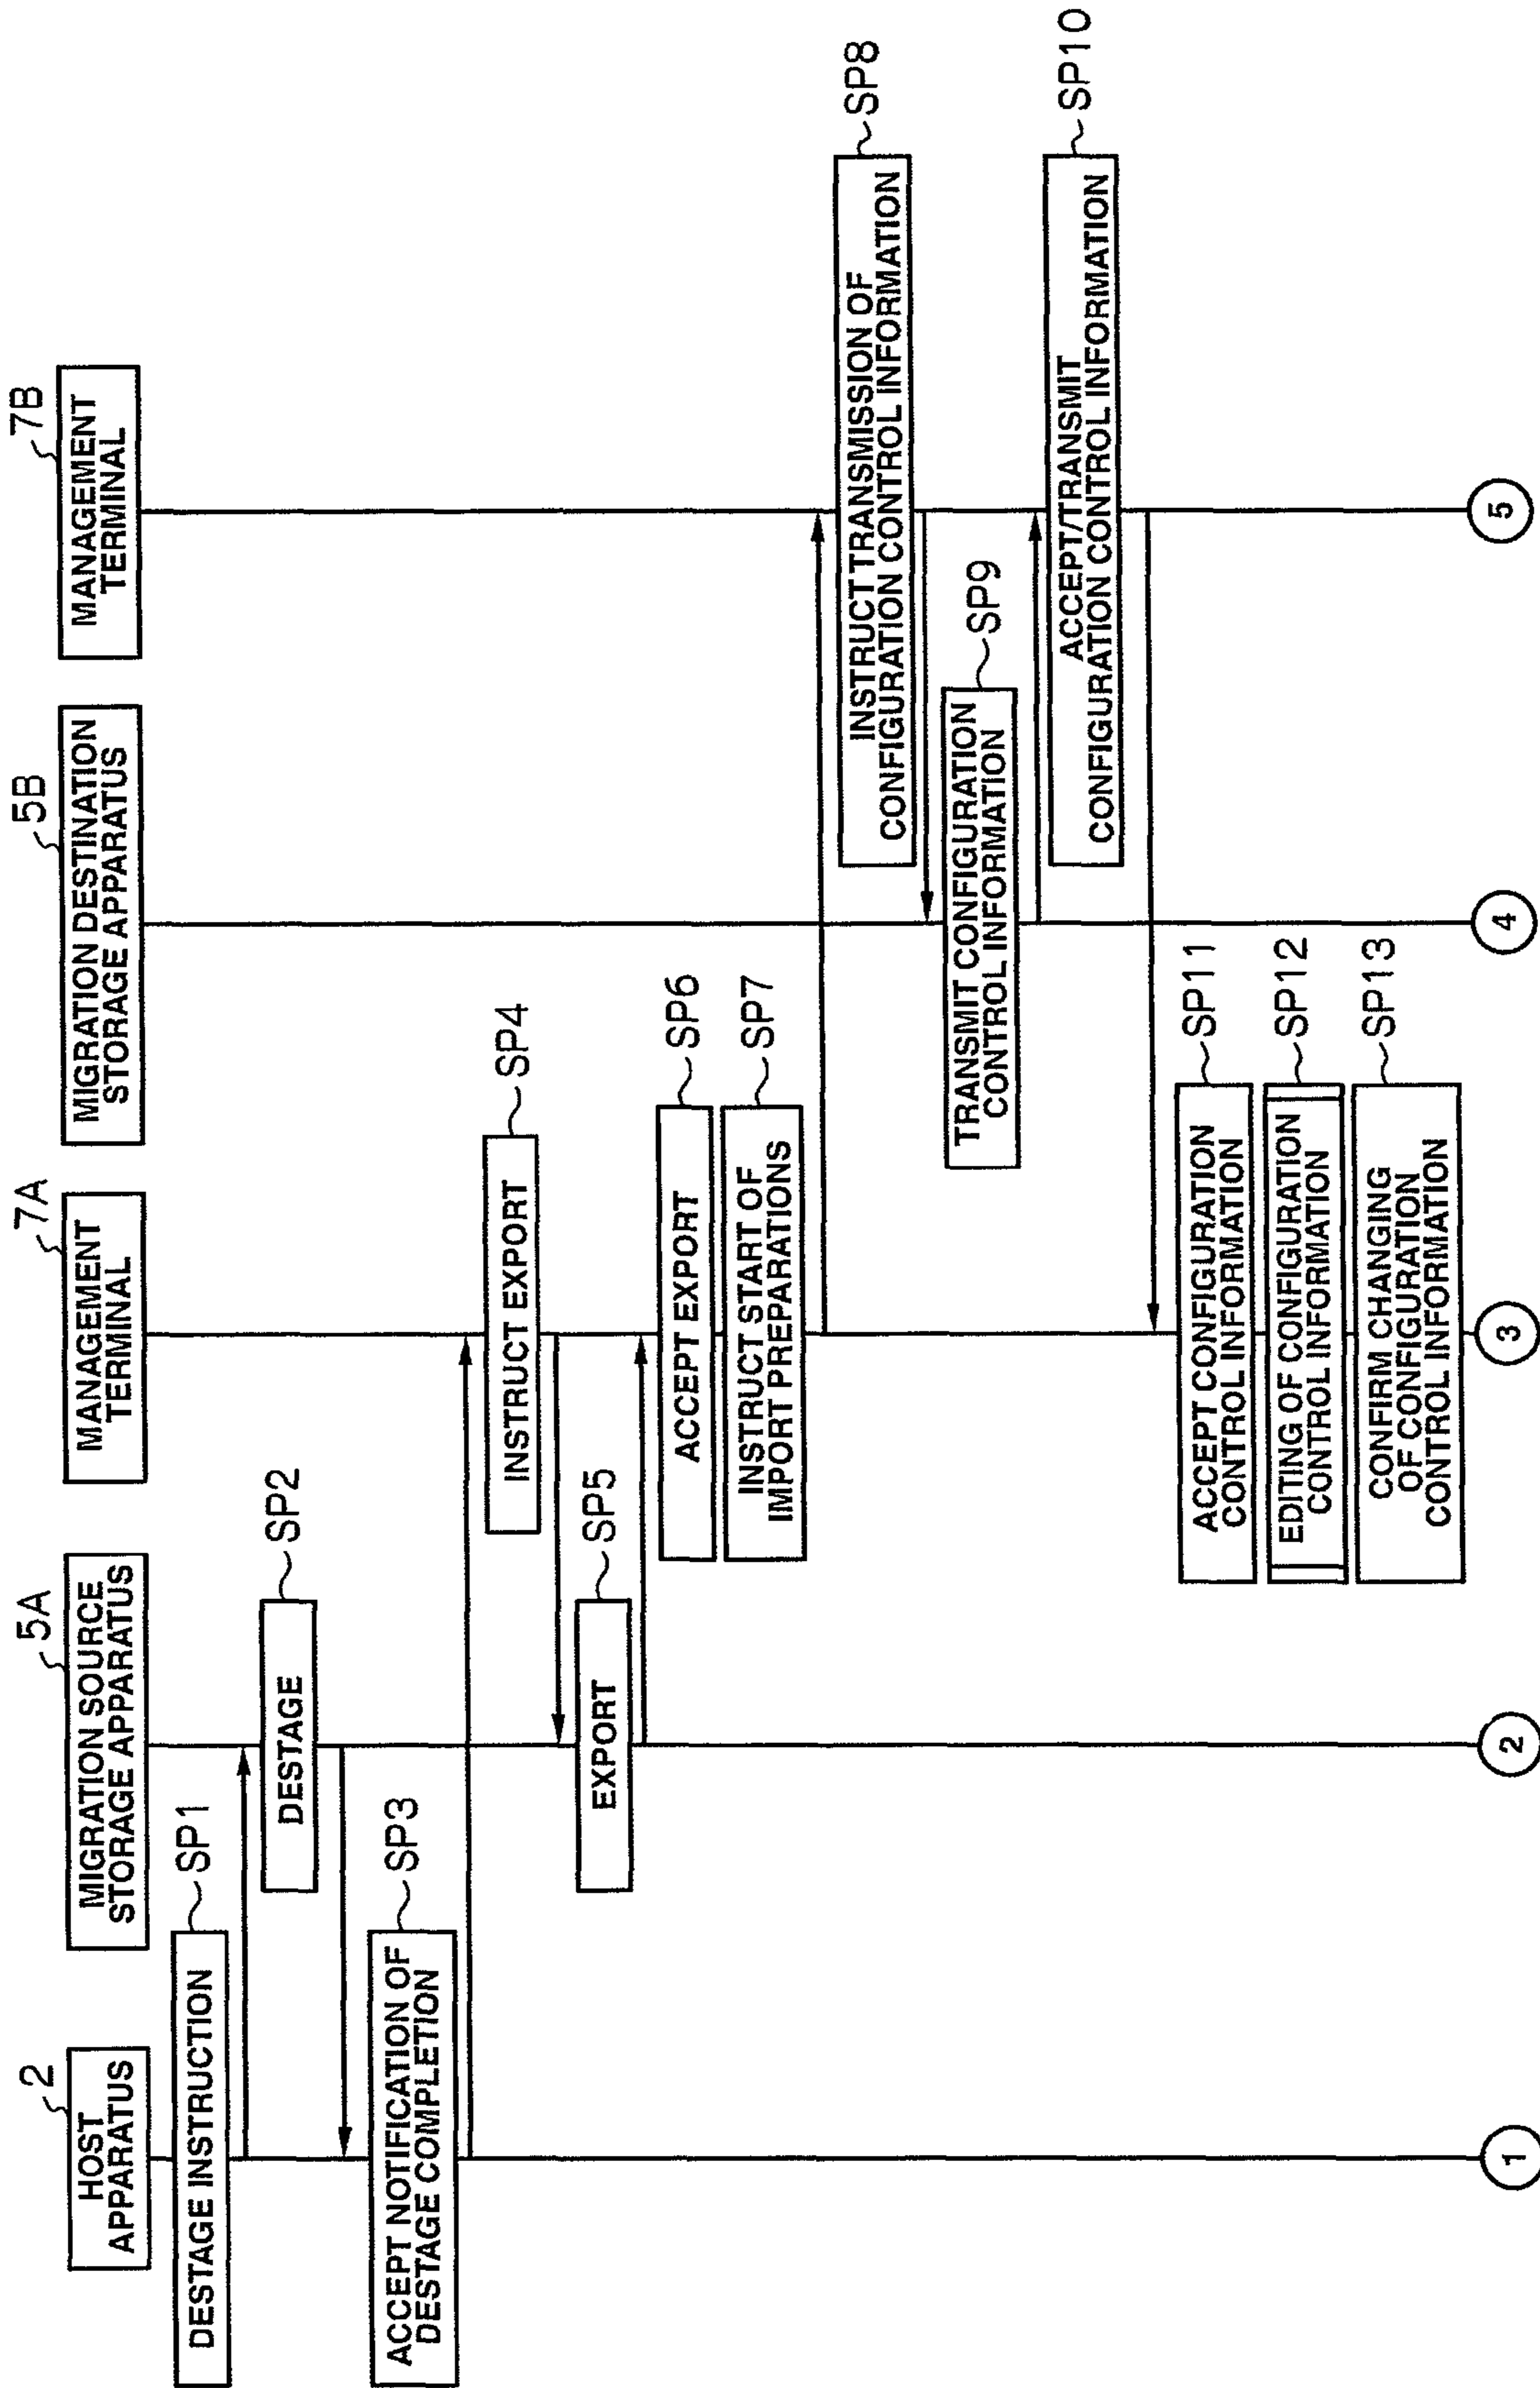 2
HOST
APPARATUS
5A
MIGRATION SOURCE
STORAGE APPARATUS
7A
MANAGEMENT
TERMINAL
5B
MIGRATION DESTINATION
STORAGE APPARATUS
7B
MANAGEMENT
TERMINAL
DESTAGE INSTRUCTION
SP1
DESTAGE
SP2
ACCEPT NOTIFICATION OF
DESTAGE COMPLETION
SP3
INSTRUCT EXPORT
SP4
EXPORT
SP5
ACCEPT EXPORT
SP6
INSTRUCT START OF
IMPORT PREPARATIONS
SP7
INSTRUCT TRANSMISSION OF
CONFIGURATION CONTROL INFORMATION
SP8
TRANSMIT CONFIGURATION
CONTROL INFORMATION
SP9
ACCEPT/TRANSMIT
CONFIGURATION CONTROL INFORMATION
SP10
ACCEPT CONFIGURATION
CONTROL INFORMATION
SP11
EDITING OF CONFIGURATION
CONTROL INFORMATION
SP12
CONFIRM CHANGING
OF CONFIGURATION
CONTROL INFORMATION
SP13
1
2
3
4
5